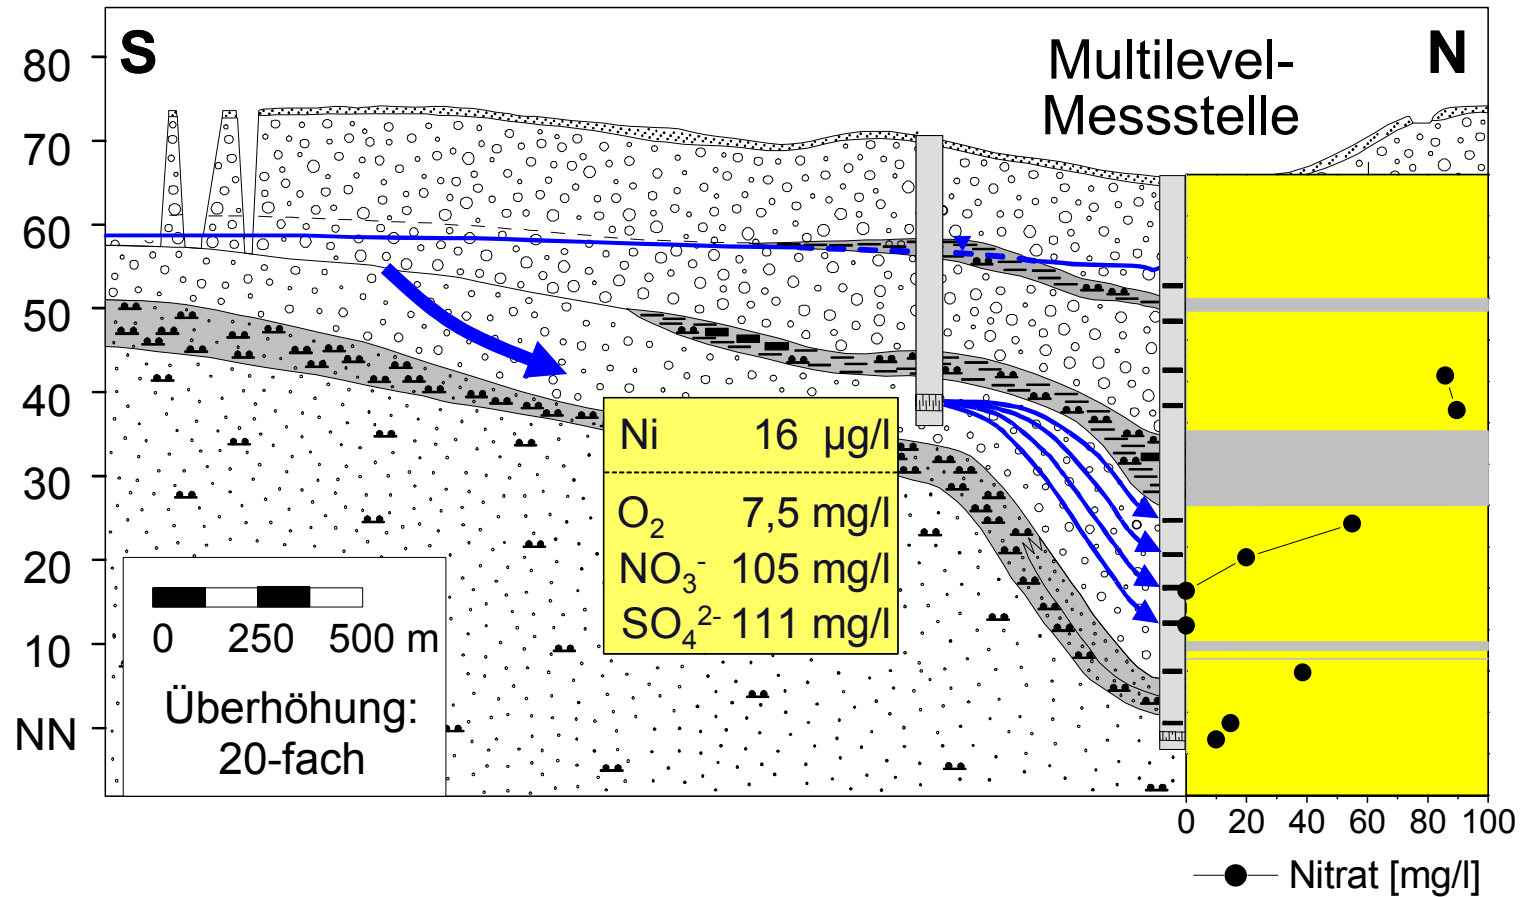 S
Multilevel-
Messstelle
N
80
70
60
50
40
30
20
10
NN
Ni 16 µg/l
O₂ 7,5 mg/l
NO₃⁻ 105 mg/l
SO₄²⁻ 111 mg/l
0 250 500 m
Überhöhung:
20-fach
0 20 40 60 80 100
Nitrat [mg/l]